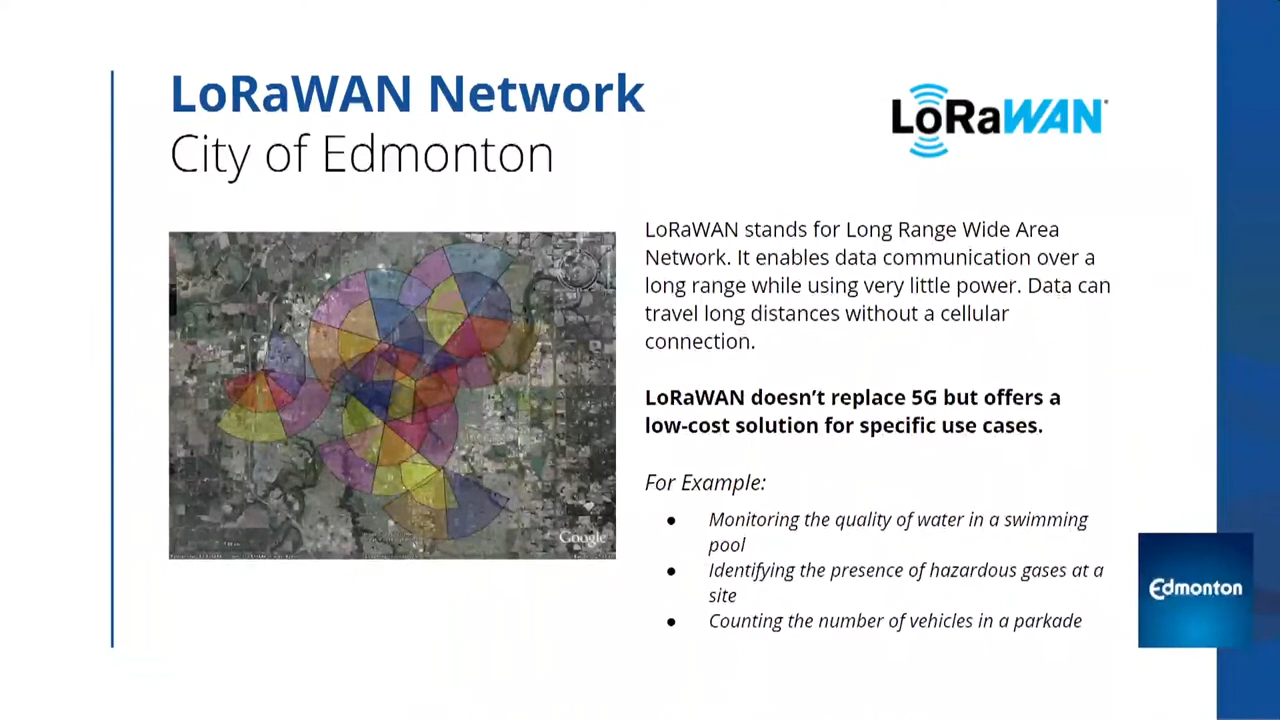 LoRaWAN Network
City of Edmonton
LoRaWAN
LoRaWAN stands for Long Range Wide Area
Network. It enables data communication over a
long range while using very little power. Data can
travel long distances without a cellular
connection.
LoRaWAN doesn’t replace 5G but offers a
low-cost solution for specific use cases.
For Example:
● Monitoring the quality of water in a swimming
pool
● Identifying the presence of hazardous gases at a
site
● Counting the number of vehicles in a parkade
Google
Edmonton